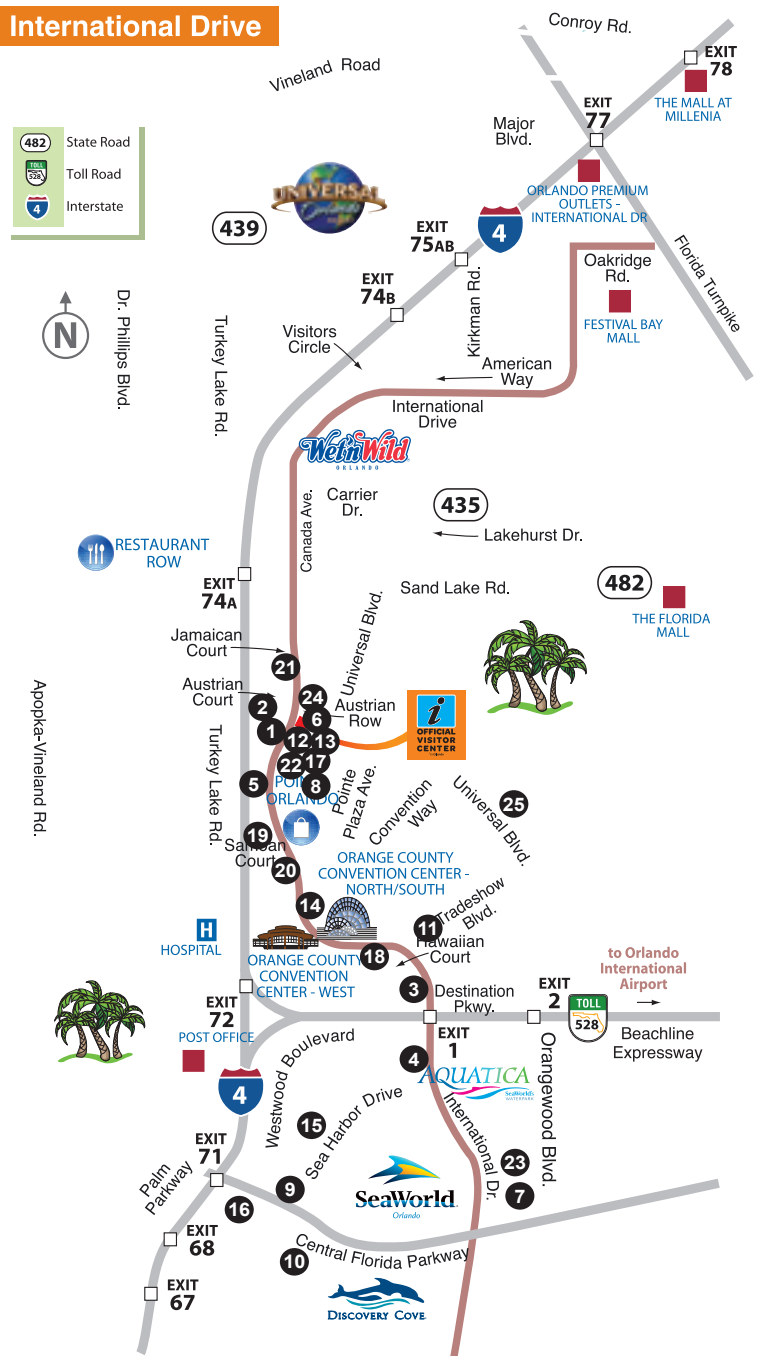 International Drive
Conroy Rd.
Vineland Road
EXIT
78
THE MALL AT
MILLENIA
EXIT
77
Major
Blvd.
482
State Road
TOLL
528
Toll Road
4
Interstate
ORLANDO PREMIUM
OUTLETS -
INTERNATIONAL DR
UNIVERSAL
439
EXIT
75AB
4
Oakridge
Rd.
Florida Turnpike
EXIT
74B
Kirkman Rd.
FESTIVAL BAY
MALL
N
Dr. Phillips Blvd.
Turkey Lake Rd.
Visitors
Circle
American
Way
International
Drive
Wet'n Wild
ORLANDO
Canada Ave.
Carrier
Dr.
435
Lakehurst Dr.
RESTAURANT
ROW
EXIT
74A
Sand Lake Rd.
482
THE FLORIDA
MALL
Universal Blvd.
Jamaican
Court
21
Austrian
Court
24
2
6
Austrian
Row
i
OFFICIAL
VISITOR
CENTER
1
12
13
22
17
5
8
POIN
ORLANDO
Pointe
Plaza Ave.
Convention
Way
Universal Blvd.
25
Apopka-Vineland Rd.
Turkey Lake Rd.
19
Samoan
Court
20
ORANGE COUNTY
CONVENTION CENTER -
NORTH/SOUTH
14
11
Tradeshow
Blvd.
H
HOSPITAL
18
Hawaiian
Court
ORANGE COUNTY
CONVENTION
CENTER - WEST
3
Destination
Pkwy.
to Orlando
International
Airport
EXIT
2
TOLL
528
EXIT
72
POST OFFICE
EXIT
1
Beachline
Expressway
4
Westwood Boulevard
4
AQUATICA
SeaWorld's
WATERPARK
Orangewood Blvd.
International Dr.
15
Sea Harbor Drive
EXIT
71
Palm
Parkway
23
7
9
SeaWorld
Orlando
16
EXIT
68
10
Central Florida Parkway
EXIT
67
DISCOVERY COVE